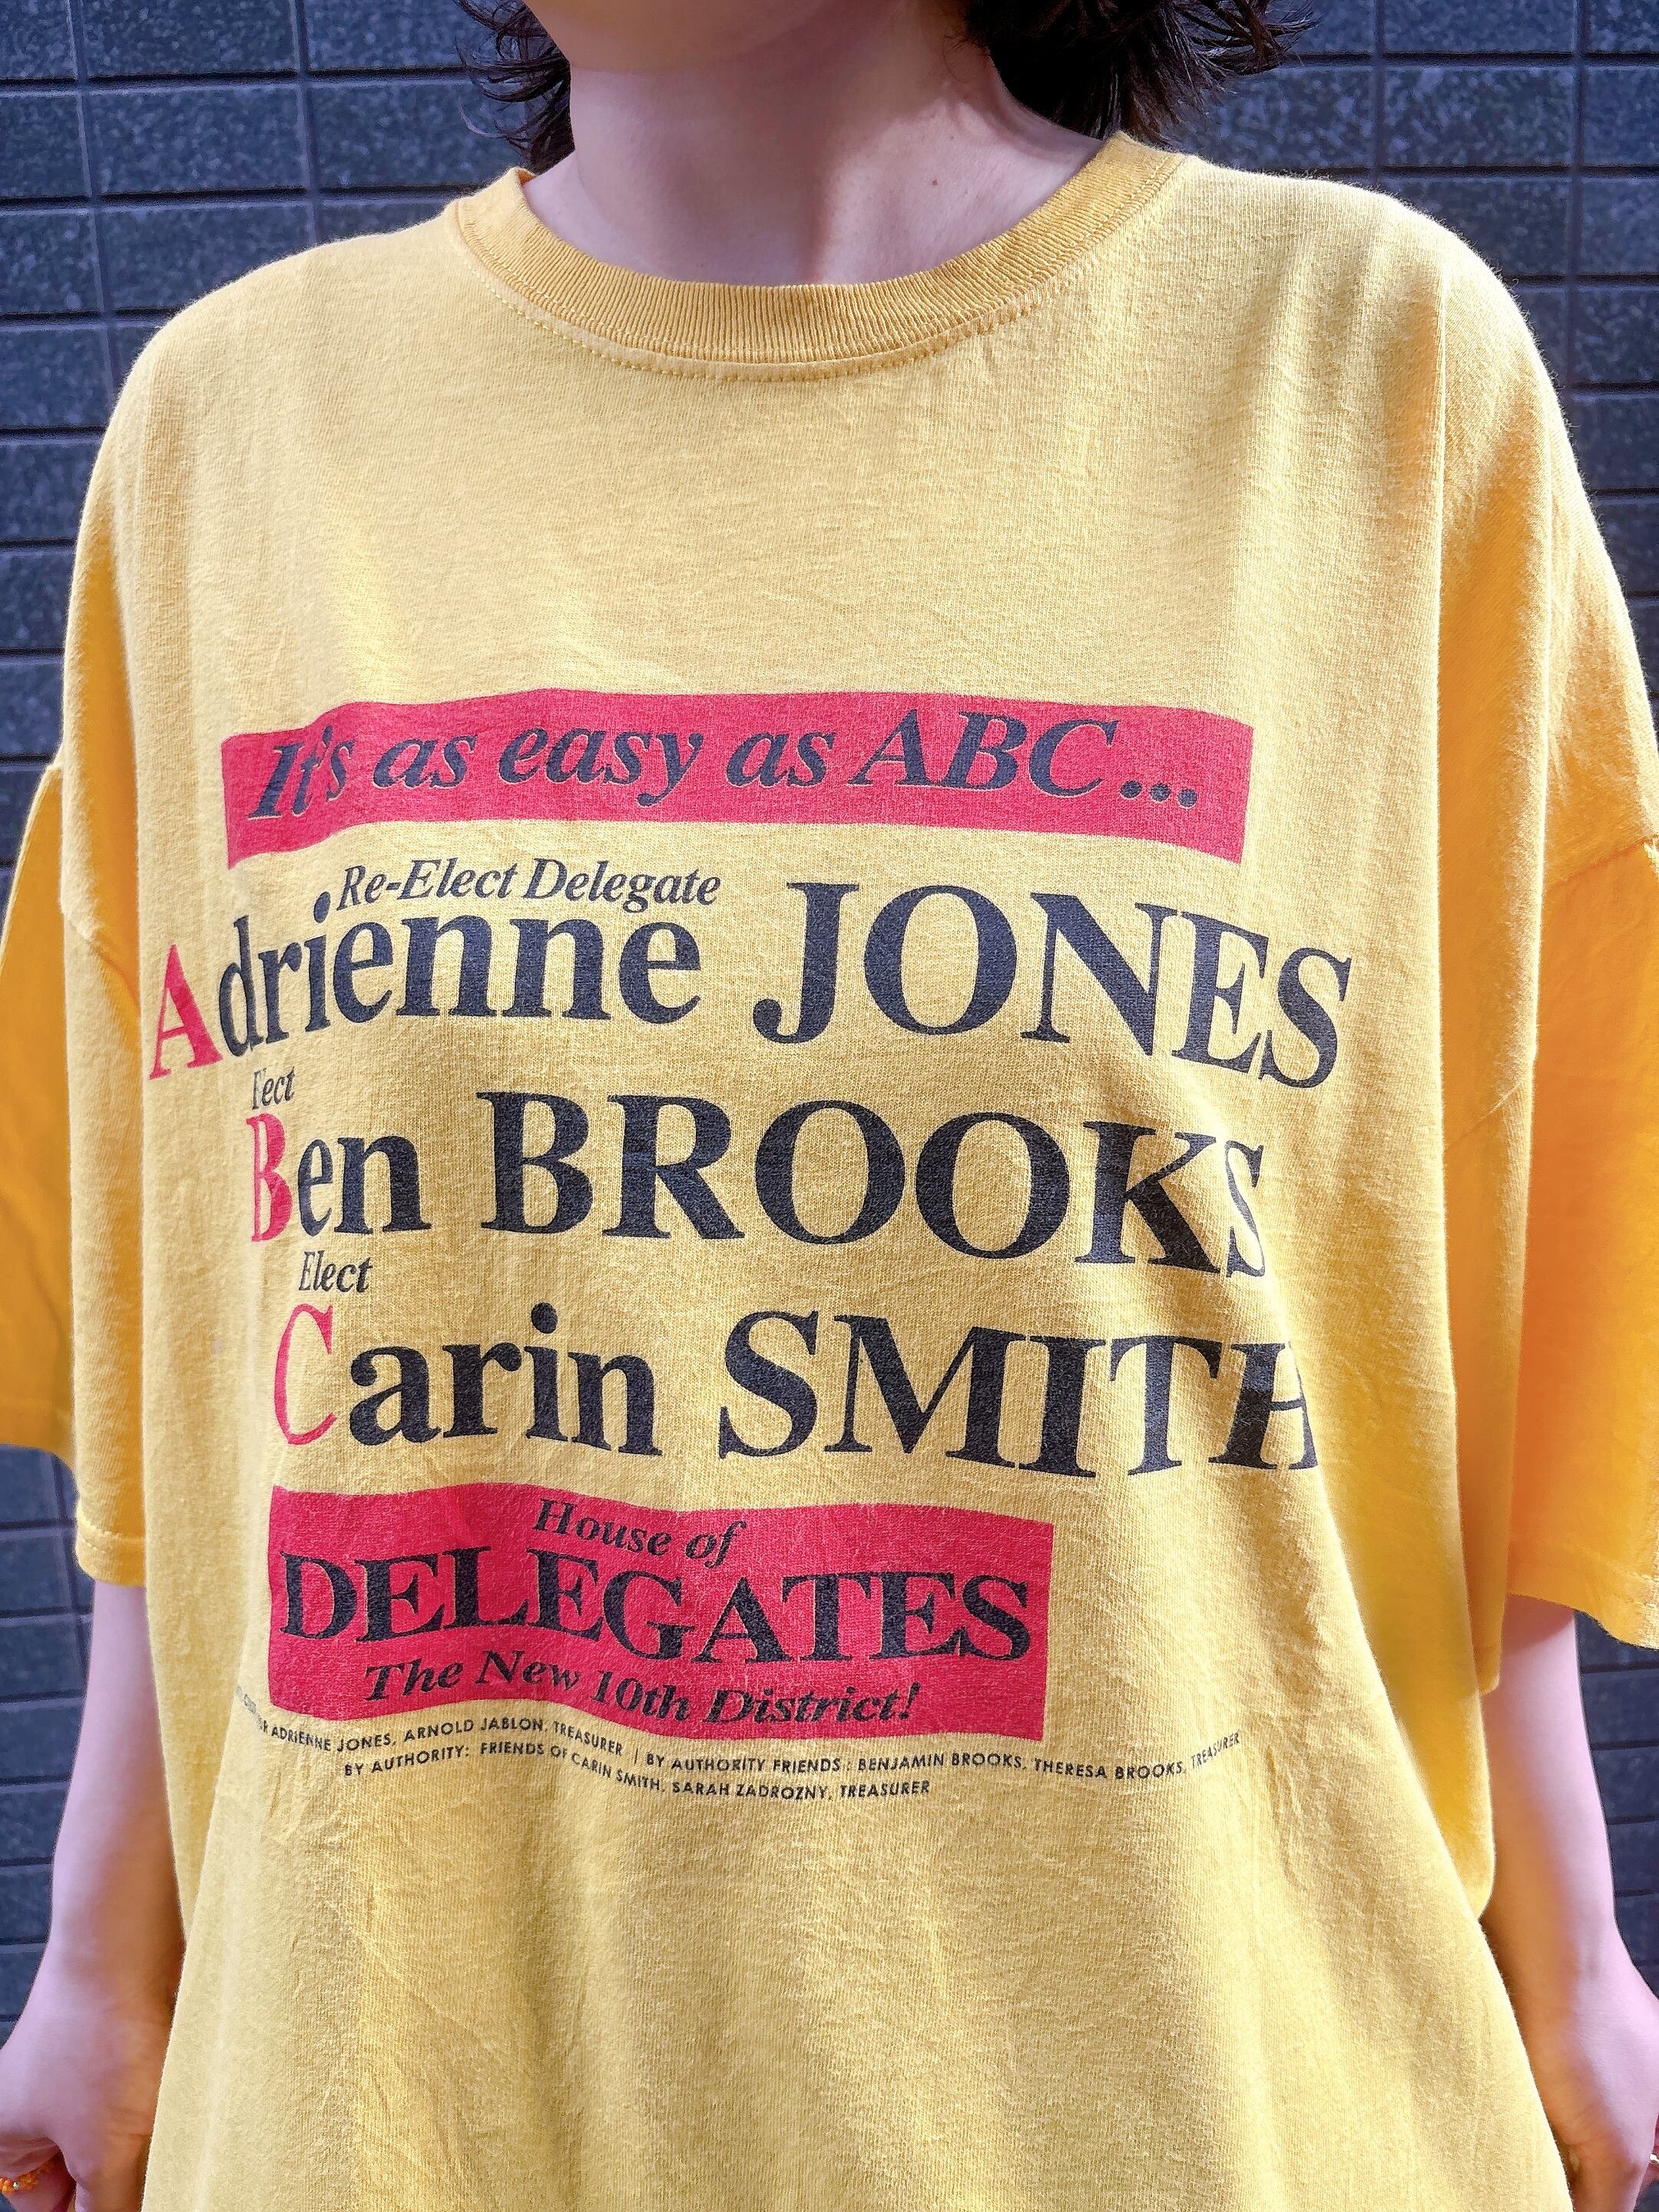 It's as easy as ABC...
Re-Elect Delegate
Adrienne JONES
Elect
Ben BROOKS
Elect
Carin SMITH
House of
DELEGATES
The New 10th District!
ADRIENNE JONES, ARNOLD JABLON, TREASURER | BY AUTHORITY FRIENDS : BENJAMIN BROOKS, THERESA BROOKS, TREASURER
BY AUTHORITY: FRIENDS OF CARIN SMITH, SARAH ZADROZNY, TREASURER